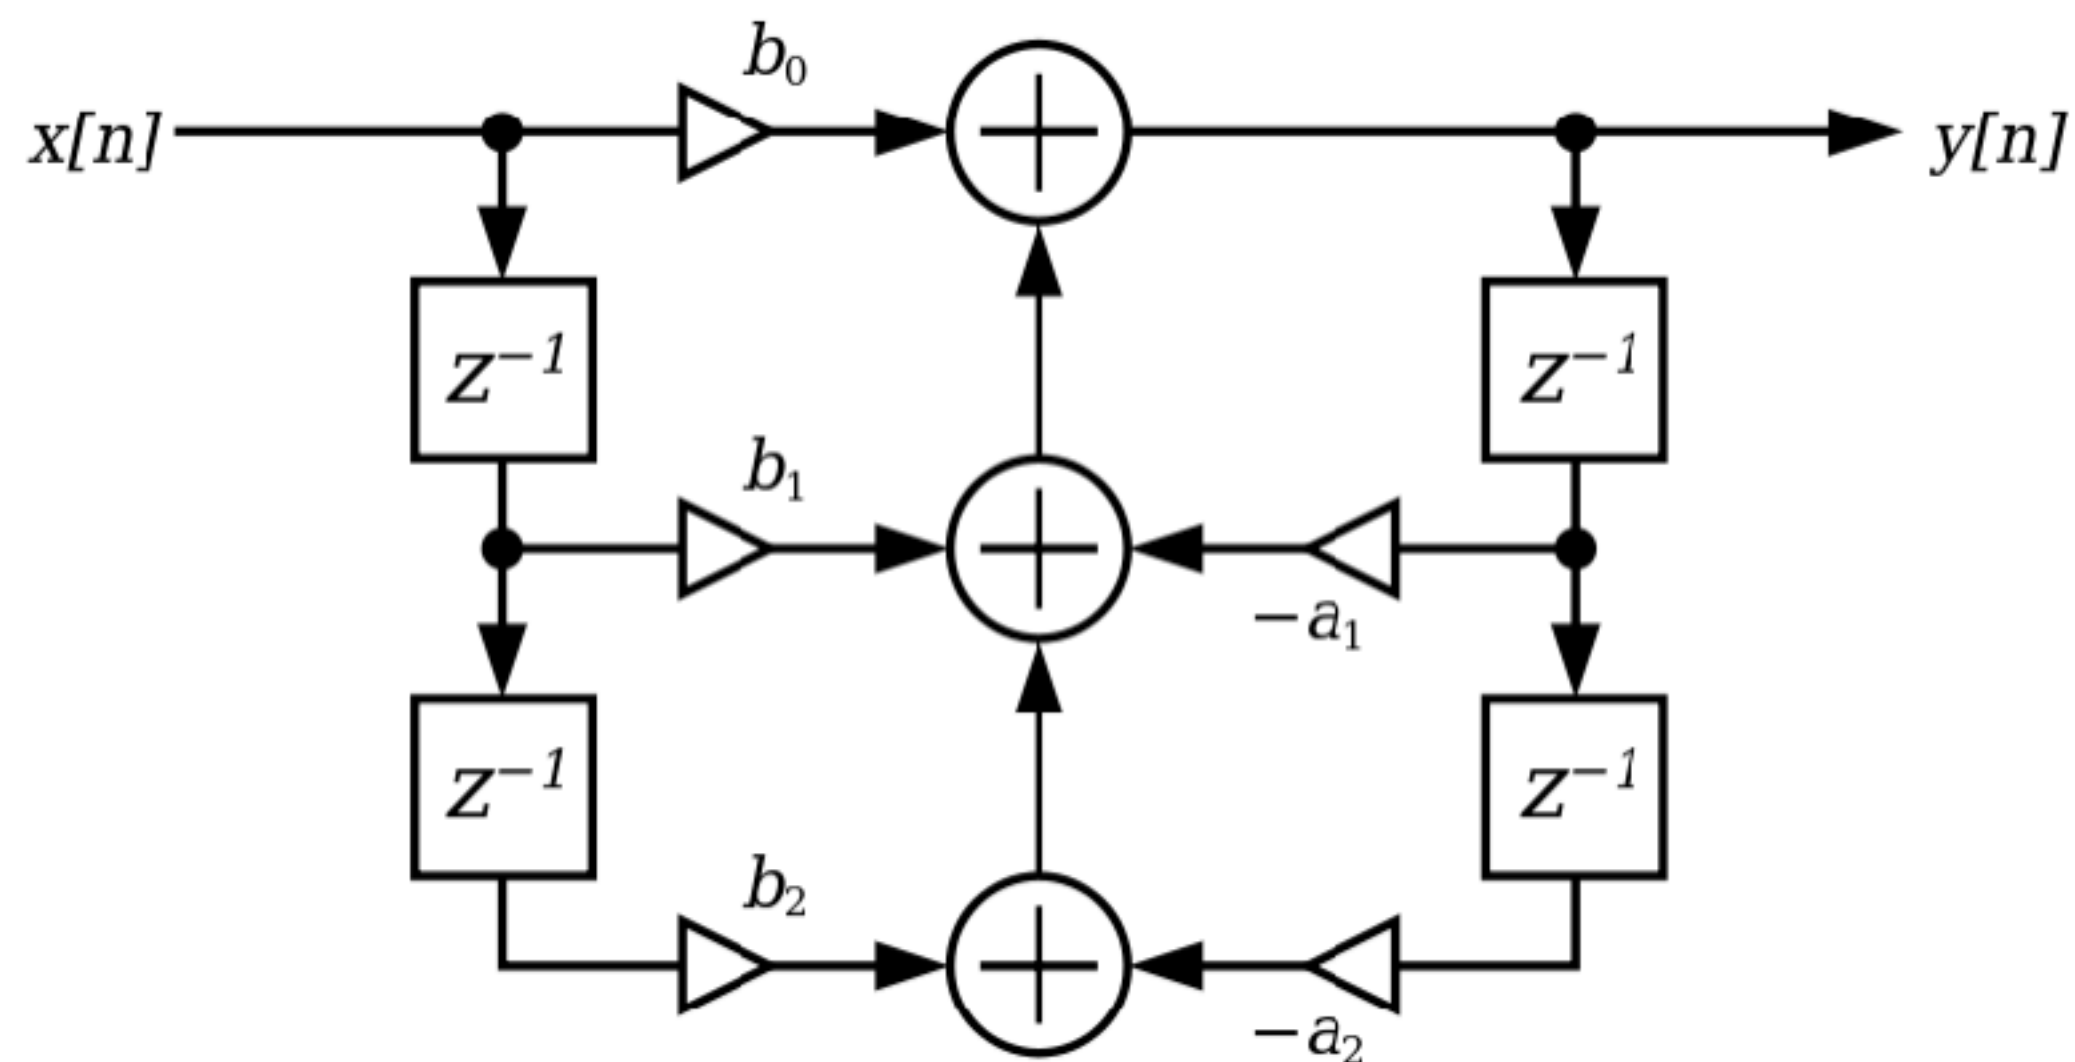 b₀
x[n] y[n]
z⁻¹ z⁻¹
b₁
−a₁
z⁻¹ z⁻¹
b₂
−a₂